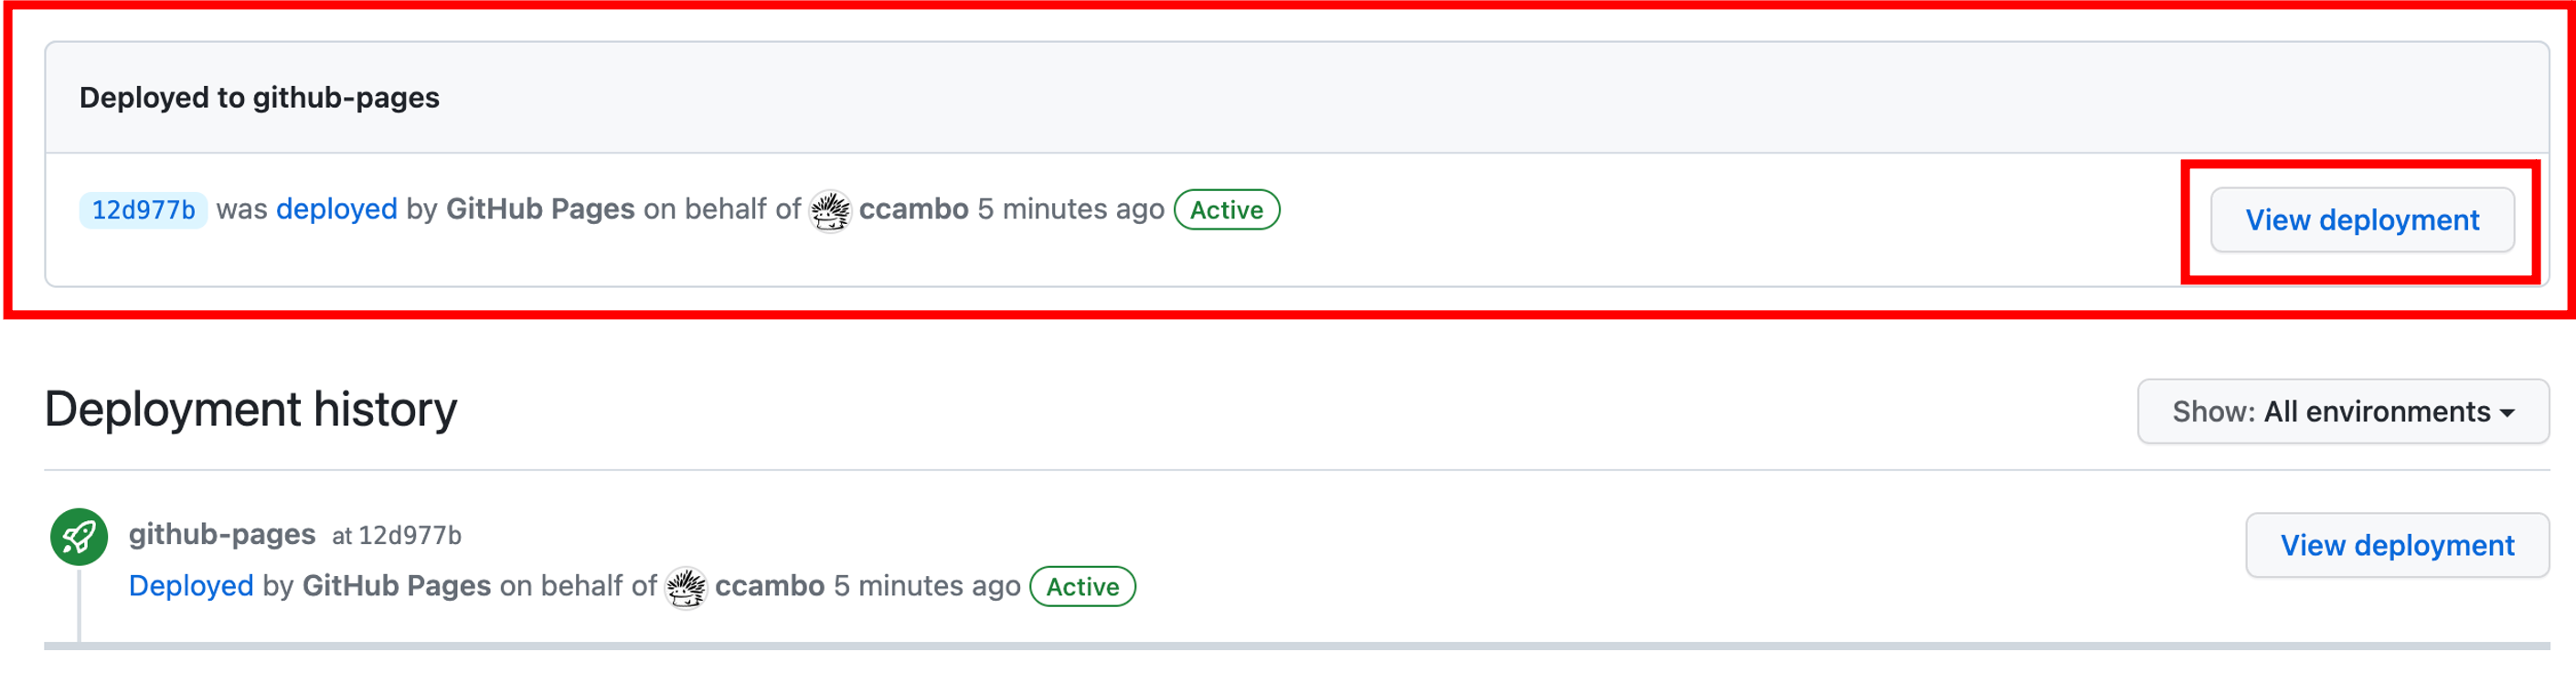 Deployed to github-pages
12d977b was deployed by GitHub Pages on behalf of ccambo 5 minutes ago Active
View deployment
Deployment history
Show: All environments
github-pages at 12d977b
View deployment
Deployed by GitHub Pages on behalf of ccambo 5 minutes ago Active